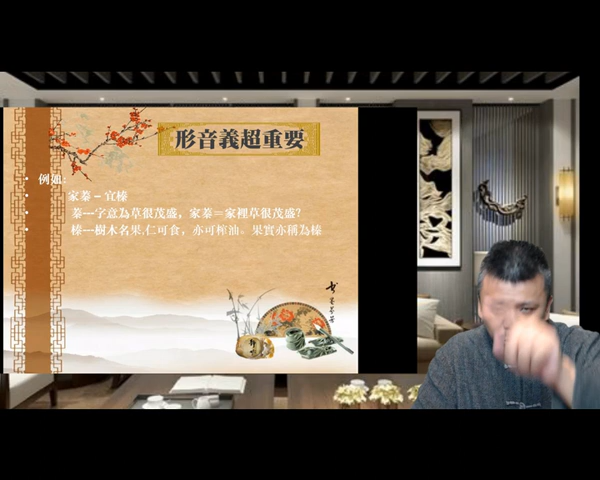 形音義超重要
• 例如:
• 家蓁–宜榛
• 蓁—字意為草很茂盛，家蓁＝家裡草很茂盛?
• 榛—樹木名果,仁可食，亦可榨油。果實亦稱為榛